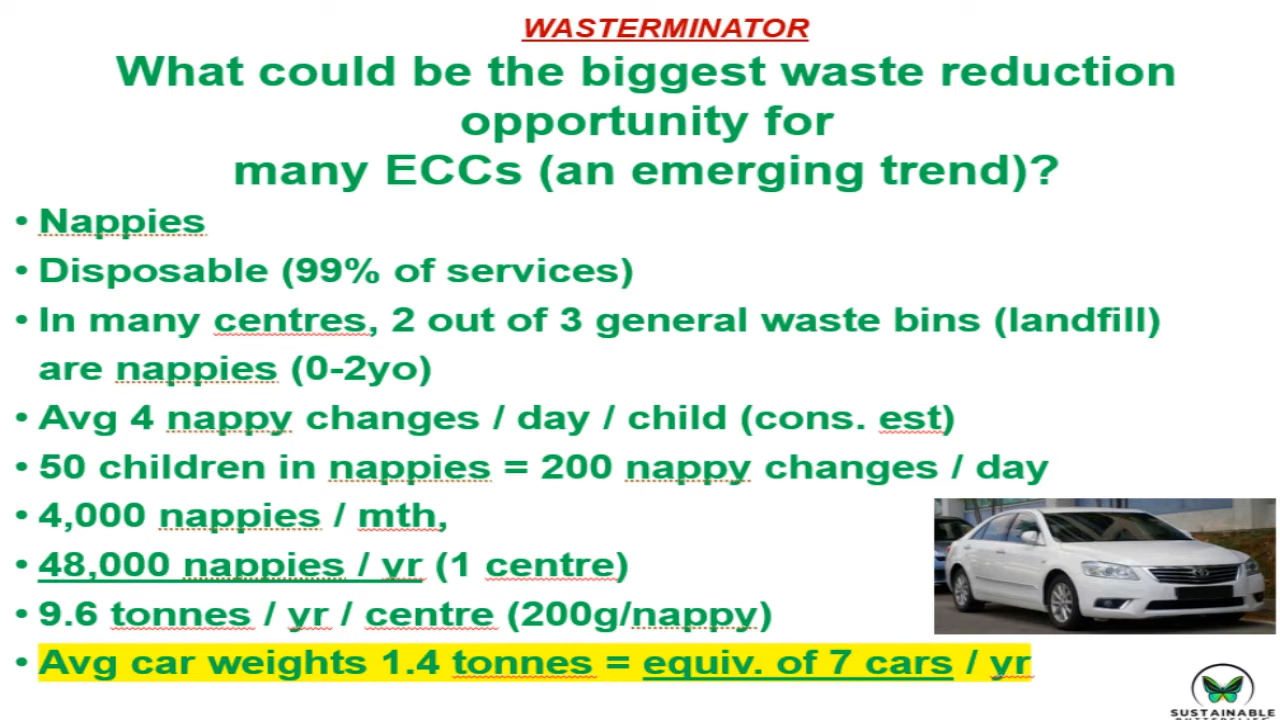 WASTERMINATOR
What could be the biggest waste reduction
opportunity for
many ECCs (an emerging trend)?
• Nappies
• Disposable (99% of services)
• In many centres, 2 out of 3 general waste bins (landfill)
are nappies (0-2yo)
• Avg 4 nappy changes / day / child (cons. est)
• 50 children in nappies = 200 nappy changes / day
• 4,000 nappies / mth,
• 48,000 nappies / yr (1 centre)
• 9.6 tonnes / yr / centre (200g/nappy)
• Avg car weights 1.4 tonnes = equiv. of 7 cars / yr
SUSTAINABLE